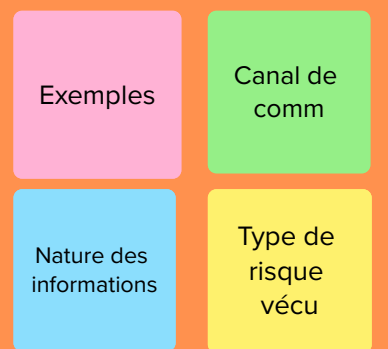 Exemples
Canal de
comm
Nature des
informations
Type de
risque
vécu